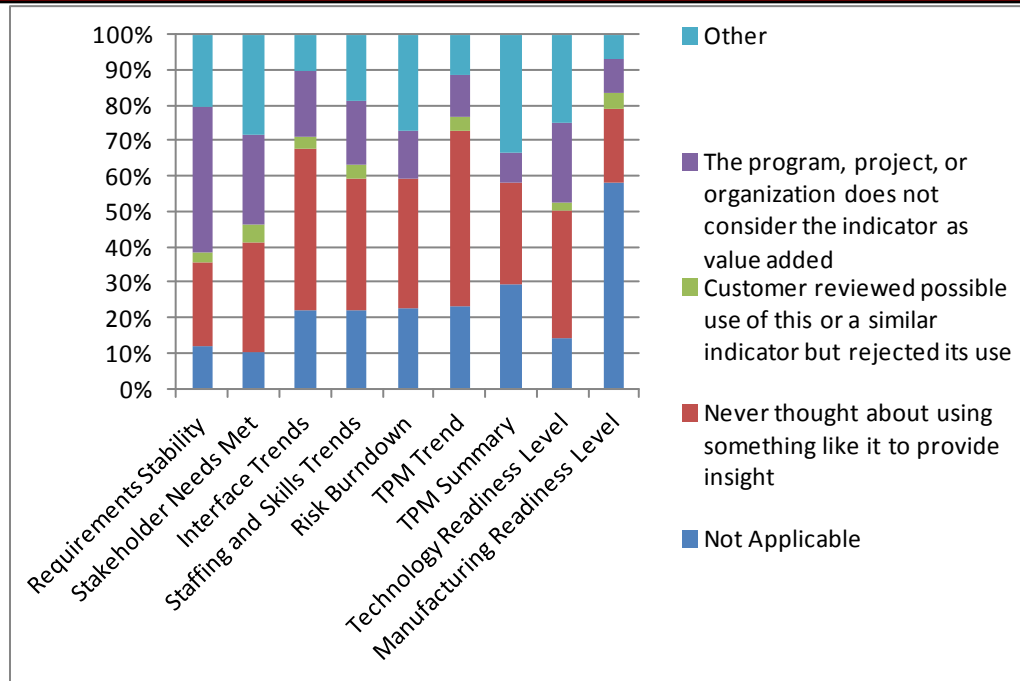 100%
90%
80%
70%
60%
50%
40%
30%
20%
10%
0%
Requirements Stability
Stakeholder Needs Met
Interface Trends
Staffing and Skills Trends
Risk Burndown
TPM Trend
TPM Summary
Technology Readiness Level
Manufacturing Readiness Level
Other
The program, project, or
organization does not
consider the indicator as
value added
Customer reviewed possible
use of this or a similar
indicator but rejected its use
Never thought about using
something like it to provide
insight
Not Applicable